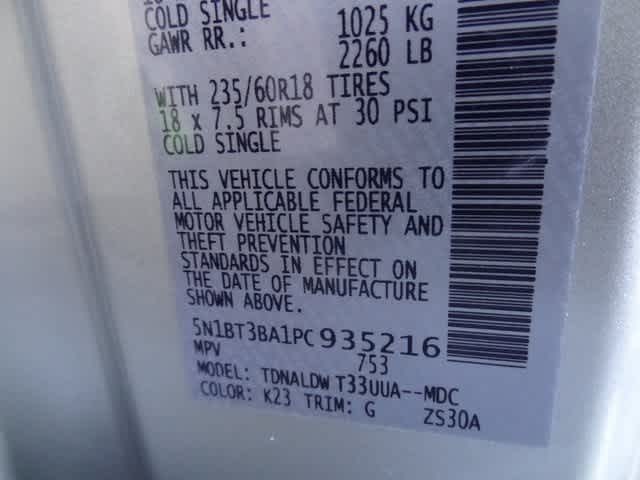 COLD SINGLE
GAWR RR.: 1025 KG
2260 LB
WITH 235/60R18 TIRES
18 x 7.5 RIMS AT 30 PSI
COLD SINGLE
THIS VEHICLE CONFORMS TO
ALL APPLICABLE FEDERAL
MOTOR VEHICLE SAFETY AND
THEFT PREVENTION
STANDARDS IN EFFECT ON
THE DATE OF MANUFACTURE
SHOWN ABOVE.
5N1BT3BA1PC935216
MPV 753
MODEL: TDNALDW T33UUA--MDC
COLOR: K23 TRIM: G ZS30A